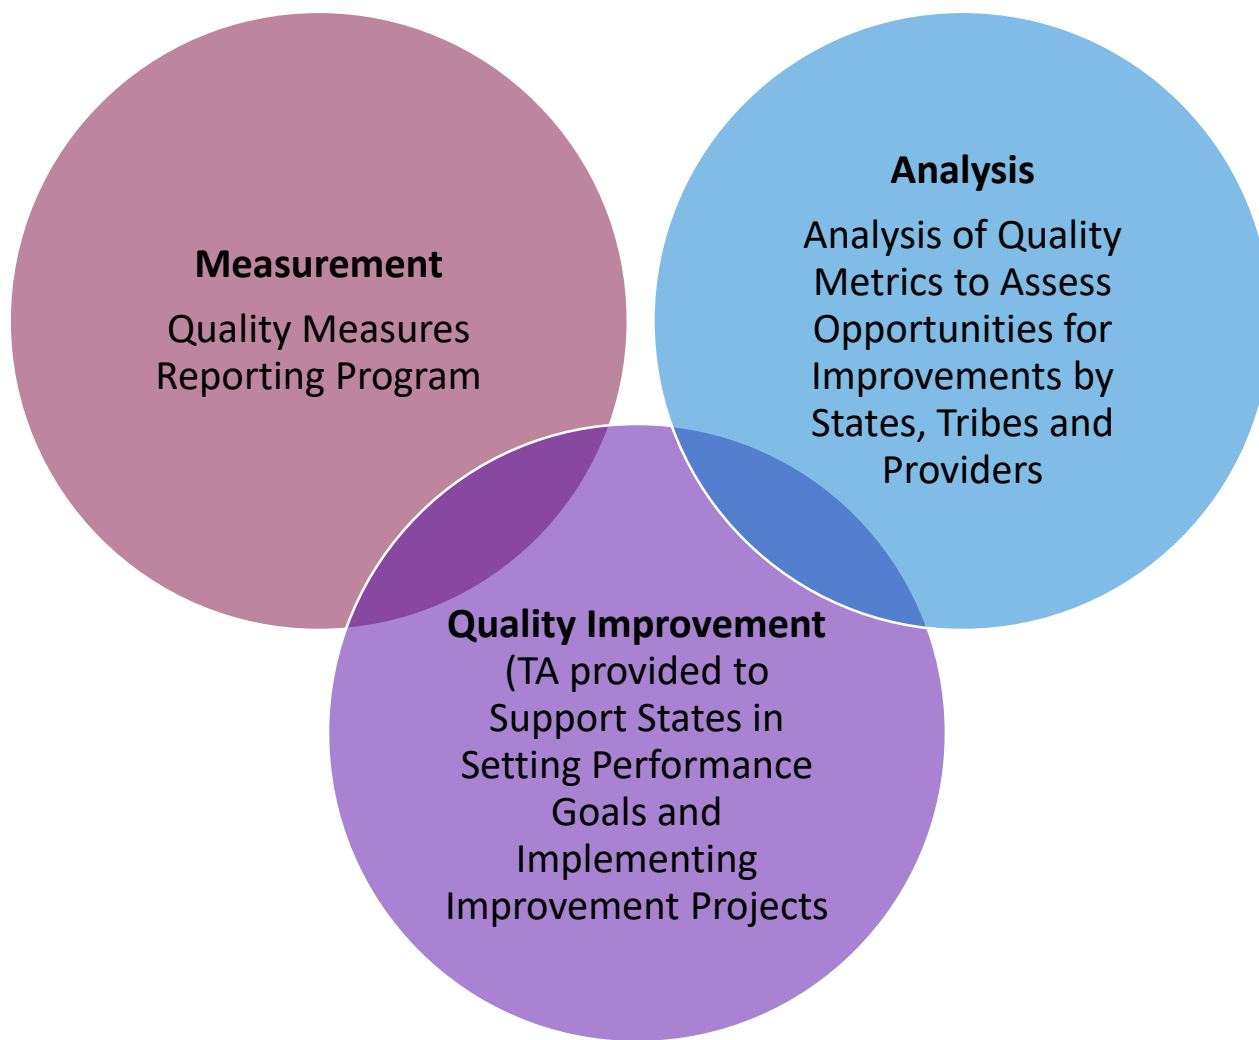 Measurement
Quality Measures
Reporting Program
Analysis
Analysis of Quality
Metrics to Assess
Opportunities for
Improvements by
States, Tribes and
Providers
Quality Improvement
(TA provided to
Support States in
Setting Performance
Goals and
Implementing
Improvement Projects